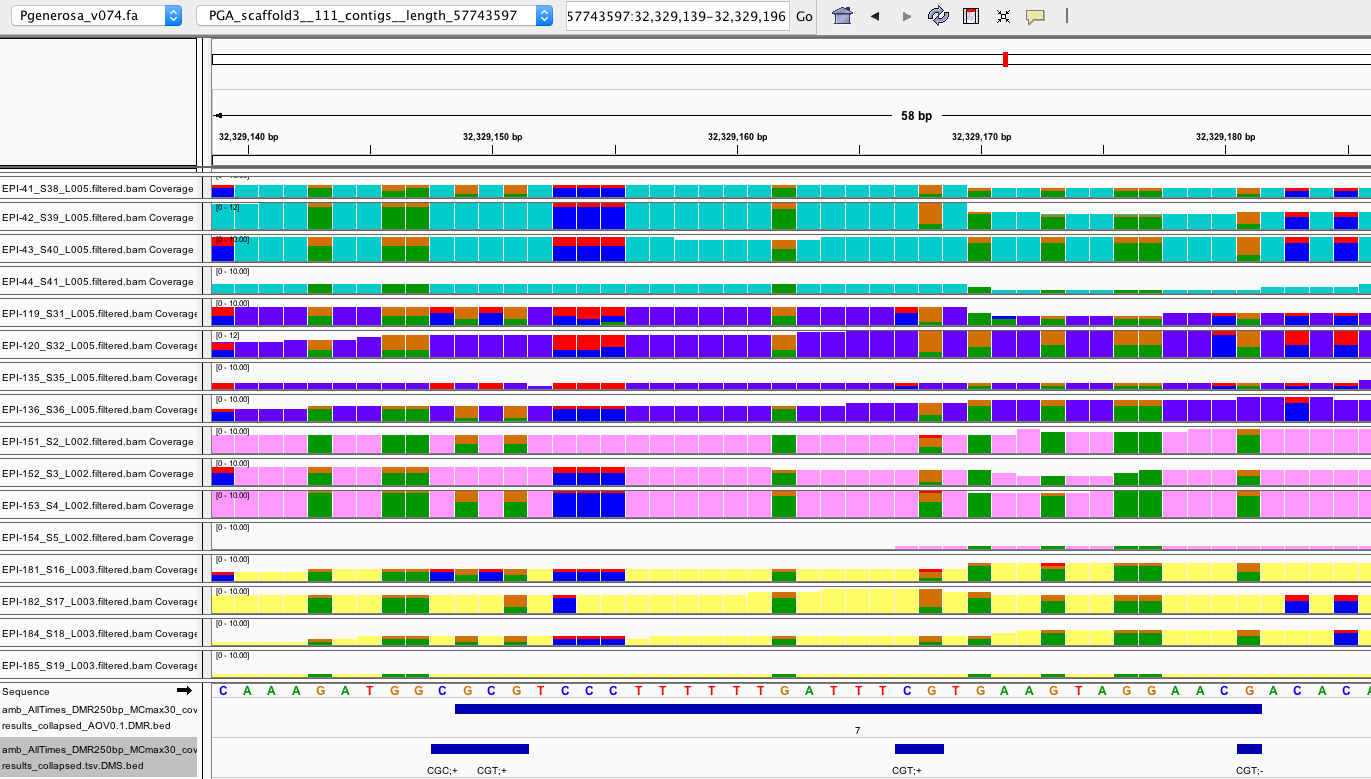 Pgenerosa_v074.fa PGA_scaffold3__111_contigs__length_57743597 57743597:32,329,139-32,329,196 Go
58 bp
32,329,140 bp 32,329,150 bp 32,329,160 bp 32,329,170 bp 32,329,180 bp
EPI-41_S38_L005.filtered.bam Coverage
EPI-42_S39_L005.filtered.bam Coverage [0 - 12]
EPI-43_S40_L005.filtered.bam Coverage [0 - 10.00]
EPI-44_S41_L005.filtered.bam Coverage [0 - 10.00]
EPI-119_S31_L005.filtered.bam Coverage [0 - 10.00]
EPI-120_S32_L005.filtered.bam Coverage [0 - 12]
EPI-135_S35_L005.filtered.bam Coverage [0 - 10.00]
EPI-136_S36_L005.filtered.bam Coverage [0 - 10.00]
EPI-151_S2_L002.filtered.bam Coverage [0 - 10.00]
EPI-152_S3_L002.filtered.bam Coverage [0 - 10.00]
EPI-153_S4_L002.filtered.bam Coverage [0 - 10.00]
EPI-154_S5_L002.filtered.bam Coverage [0 - 10.00]
EPI-181_S16_L003.filtered.bam Coverage [0 - 10.00]
EPI-182_S17_L003.filtered.bam Coverage [0 - 10.00]
EPI-184_S18_L003.filtered.bam Coverage [0 - 10.00]
EPI-185_S19_L003.filtered.bam Coverage [0 - 10.00]
Sequence C A A A G A T G G C G C G T C C C T T T T T T G A T T T C G T G A A G T A G G A A C G A C A C A
amb_AllTimes_DMR250bp_MCmax30_cov
results_collapsed_AOV0.1.DMR.bed
7
amb_AllTimes_DMR250bp_MCmax30_cov
results_collapsed.tsv.DMS.bed
CGC;+ CGT;+ CGT;+ CGT;-